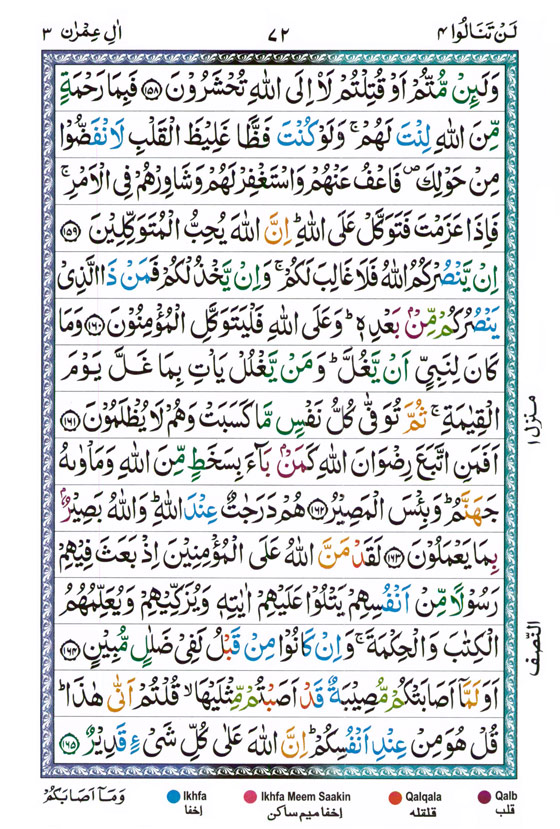 لَنْ تَنَالُوا ٤ ٧٢ اٰلِ عِمْرٰن ٣
وَلَئِنْ مُّتُّمْ اَوْ قُتِلْتُمْ لَاْ اِلَى اللّٰهِ تُحْشَرُوْنَ ﴿١٥٨﴾ فَبِمَا رَحْمَةٍ
مِّنَ اللّٰهِ لِنْتَ لَهُمْ ۚ وَلَوْ كُنْتَ فَظًّا غَلِيْظَ الْقَلْبِ لَانْفَضُّوْا
مِنْ حَوْلِكَ ۖ فَاعْفُ عَنْهُمْ وَاسْتَغْفِرْ لَهُمْ وَشَاوِرْهُمْ فِى الْاَمْرِ ۚ
فَاِذَا عَزَمْتَ فَتَوَكَّلْ عَلَى اللّٰهِ ؕ اِنَّ اللّٰهَ يُحِبُّ الْمُتَوَكِّلِيْنَ ﴿١٥٩﴾
اِنْ يَّنْصُرْكُمُ اللّٰهُ فَلَا غَالِبَ لَكُمْ ۚ وَاِنْ يَّخْذُلْكُمْ فَمَنْ ذَا الَّذِىْ
يَنْصُرُكُمْ مِّنْۢ بَعْدِهٖ ؕ وَعَلَى اللّٰهِ فَلْيَتَوَكَّلِ الْمُؤْمِنُوْنَ ﴿١٦٠﴾ وَمَا
كَانَ لِنَبِىٍّ اَنْ يَّغُلَّ ؕ وَمَنْ يَّغْلُلْ يَاْتِ بِمَا غَلَّ يَوْمَ
الْقِيٰمَةِ ۚ ثُمَّ تُوَفّٰى كُلُّ نَفْسٍ مَّا كَسَبَتْ وَهُمْ لَا يُظْلَمُوْنَ ﴿١٦١﴾
اَفَمَنِ اتَّبَعَ رِضْوَانَ اللّٰهِ كَمَنْۢ بَآءَ بِسَخَطٍ مِّنَ اللّٰهِ وَمَاْوٰىهُ
جَهَنَّمُ ؕ وَبِئْسَ الْمَصِيْرُ ﴿١٦٢﴾ هُمْ دَرَجٰتٌ عِنْدَ اللّٰهِ ؕ وَاللّٰهُ بَصِيْرٌۢ
بِمَا يَعْمَلُوْنَ ﴿١٦٣﴾ لَقَدْ مَنَّ اللّٰهُ عَلَى الْمُؤْمِنِيْنَ اِذْ بَعَثَ فِيْهِمْ
رَسُوْلًا مِّنْ اَنْفُسِهِمْ يَتْلُوْا عَلَيْهِمْ اٰيٰتِهٖ وَيُزَكِّيْهِمْ وَيُعَلِّمُهُمُ
الْكِتٰبَ وَالْحِكْمَةَ ۚ وَاِنْ كَانُوْا مِنْ قَبْلُ لَفِىْ ضَلٰلٍ مُّبِيْنٍ ﴿١٦٤﴾
اَوَلَمَّاۤ اَصَابَتْكُمْ مُّصِيْبَةٌ قَدْ اَصَبْتُمْ مِّثْلَيْهَا ۙ قُلْتُمْ اَنّٰى هٰذَا ؕ
قُلْ هُوَ مِنْ عِنْدِ اَنْفُسِكُمْ ؕ اِنَّ اللّٰهَ عَلٰى كُلِّ شَىْءٍ قَدِيْرٌ ﴿١٦٥﴾
منزل ١
النّصف
وَمَاۤ اَصَابَكُمْ
Ikhfa
اخفا
Ikhfa Meem Saakin
اخفا میم ساکن
Qalqala
قلقلہ
Qalb
قلب